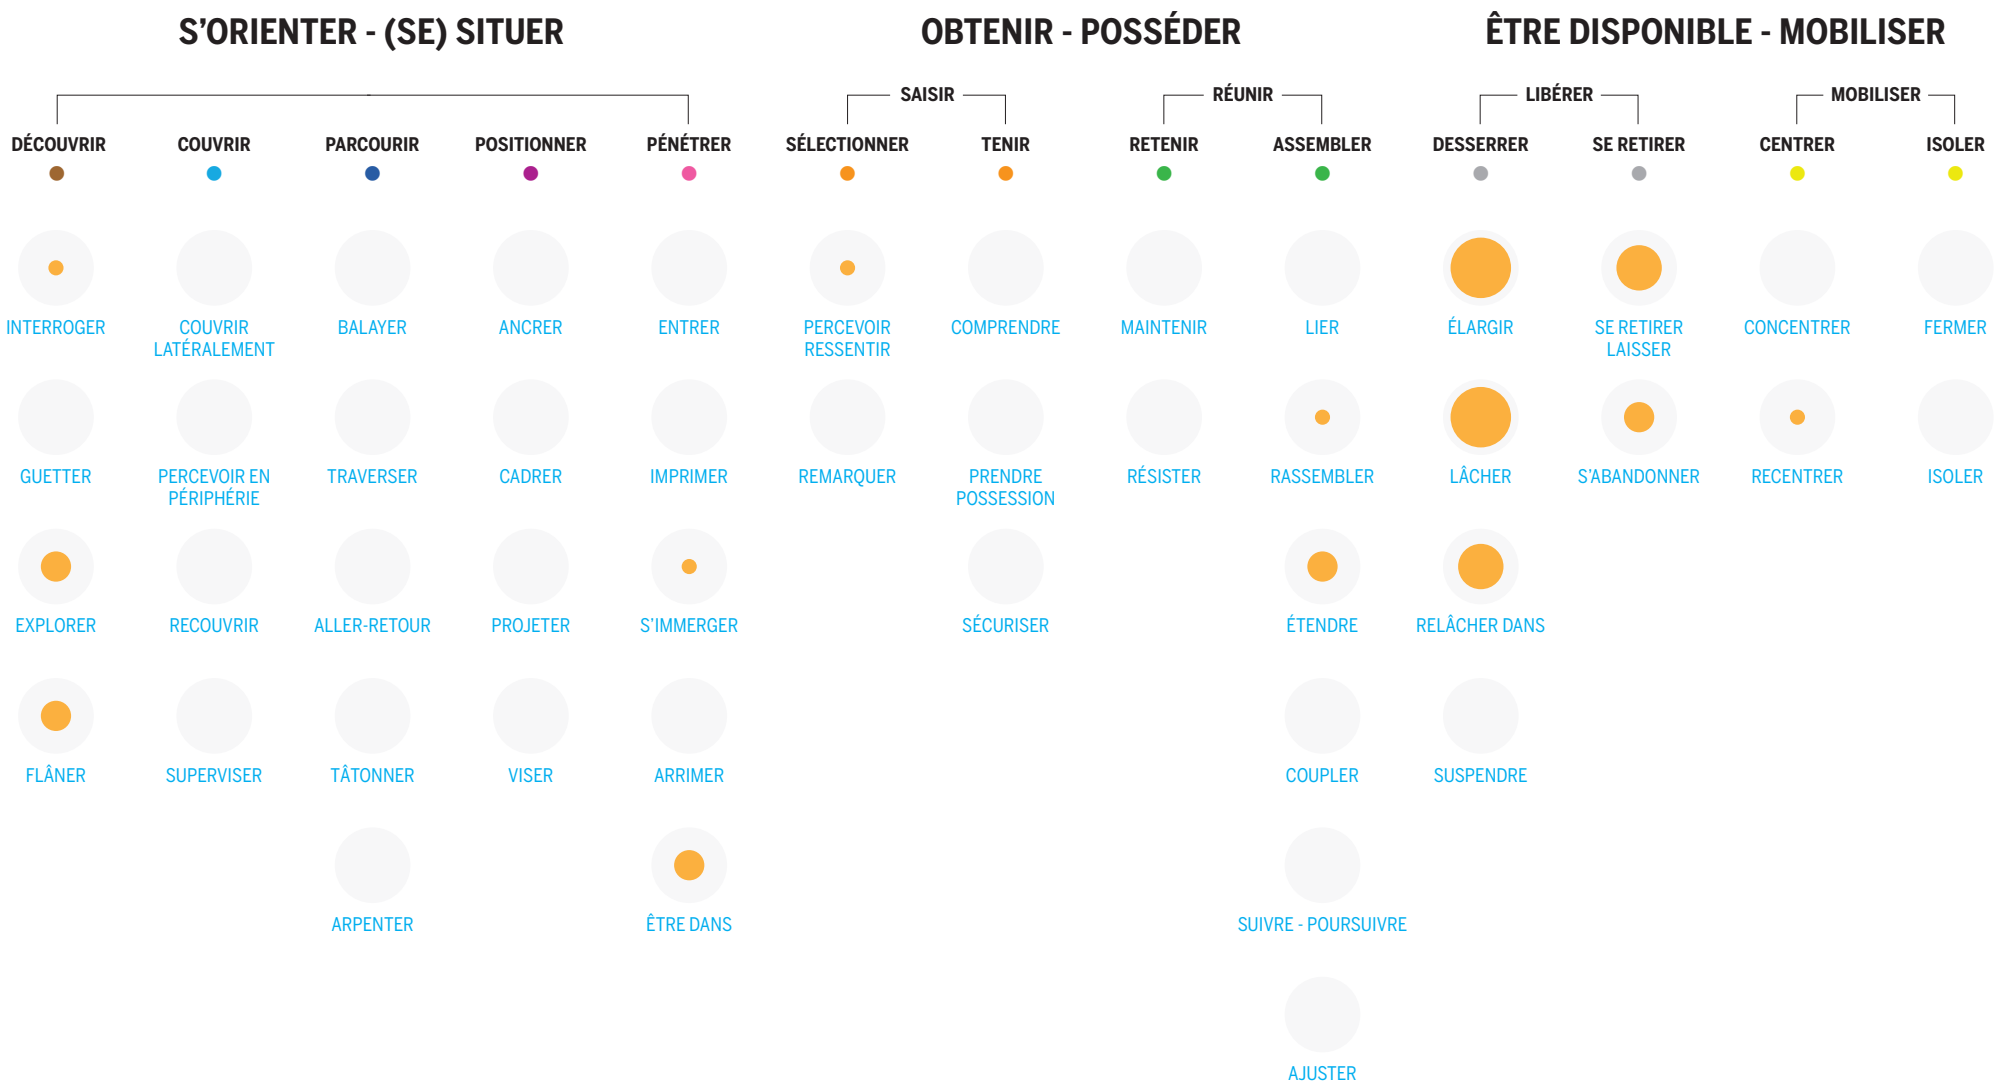 S’ORIENTER - (SE) SITUER
OBTENIR - POSSÉDER
ÊTRE DISPONIBLE - MOBILISER
SAISIR
RÉUNIR
LIBÉRER
MOBILISER
DÉCOUVRIR
COUVRIR
PARCOURIR
POSITIONNER
PÉNÉTRER
SÉLECTIONNER
TENIR
RETENIR
ASSEMBLER
DESSERRER
SE RETIRER
CENTRER
ISOLER
INTERROGER
COUVRIR
LATÉRALEMENT
BALAYER
ANCRER
ENTRER
PERCEVOIR
RESSENTIR
COMPRENDRE
MAINTENIR
LIER
ÉLARGIR
SE RETIRER
LAISSER
CONCENTRER
FERMER
GUETTER
PERCEVOIR EN
PÉRIPHÉRIE
TRAVERSER
CADRER
IMPRIMER
REMARQUER
PRENDRE
POSSESSION
RÉSISTER
RASSEMBLER
LÂCHER
S’ABANDONNER
RECENTRER
ISOLER
EXPLORER
RECOUVRIR
ALLER-RETOUR
PROJETER
S’IMMERGER
SÉCURISER
ÉTENDRE
RELÂCHER DANS
FLÂNER
SUPERVISER
TÂTONNER
VISER
ARRIMER
COUPLER
SUSPENDRE
ARPENTER
ÊTRE DANS
SUIVRE - POURSUIVRE
AJUSTER